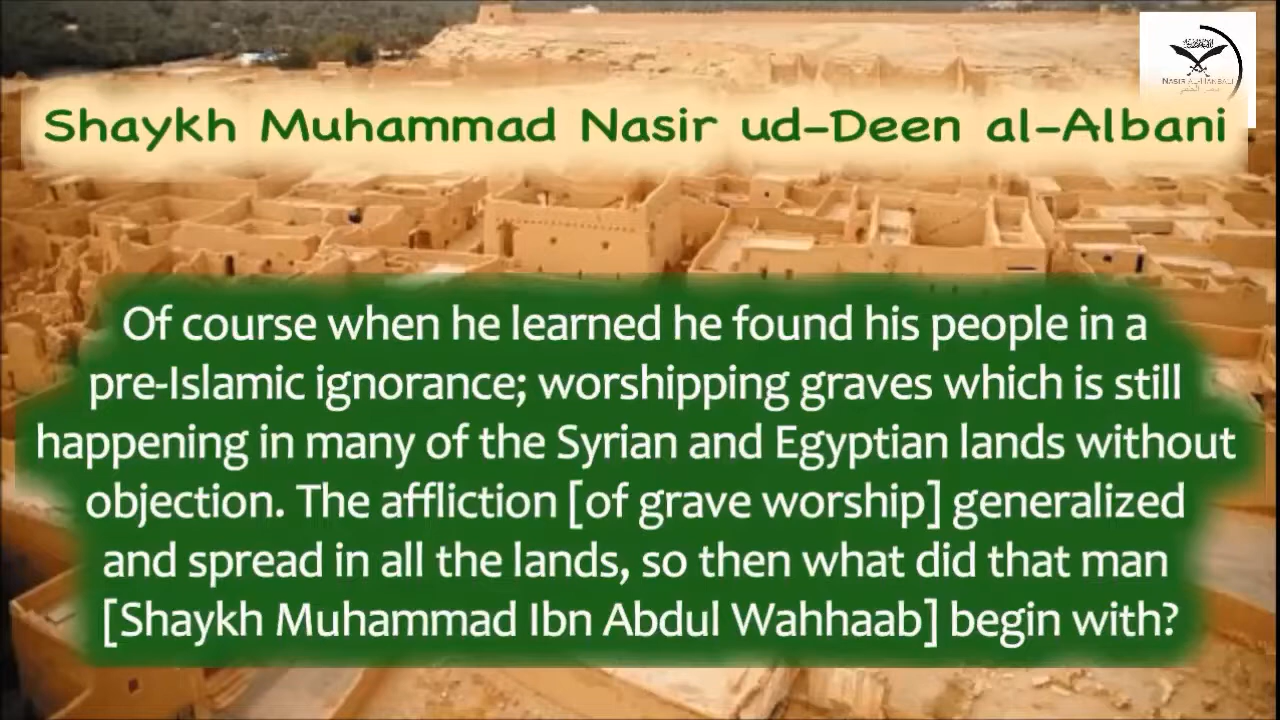 NASIR AL-HANBALI
Shaykh Muhammad Nasir ud-Deen al-Albani
Of course when he learned he found his people in a
pre-Islamic ignorance; worshipping graves which is still
happening in many of the Syrian and Egyptian lands without
objection. The affliction [of grave worship] generalized
and spread in all the lands, so then what did that man
[Shaykh Muhammad Ibn Abdul Wahhaab] begin with?